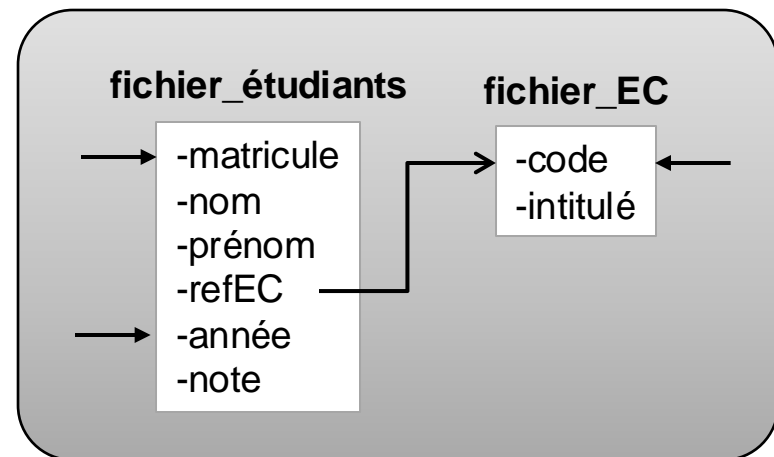 fichier_étudiants
-matricule
-nom
-prénom
-refEC
-année
-note
fichier_EC
-code
-intitulé